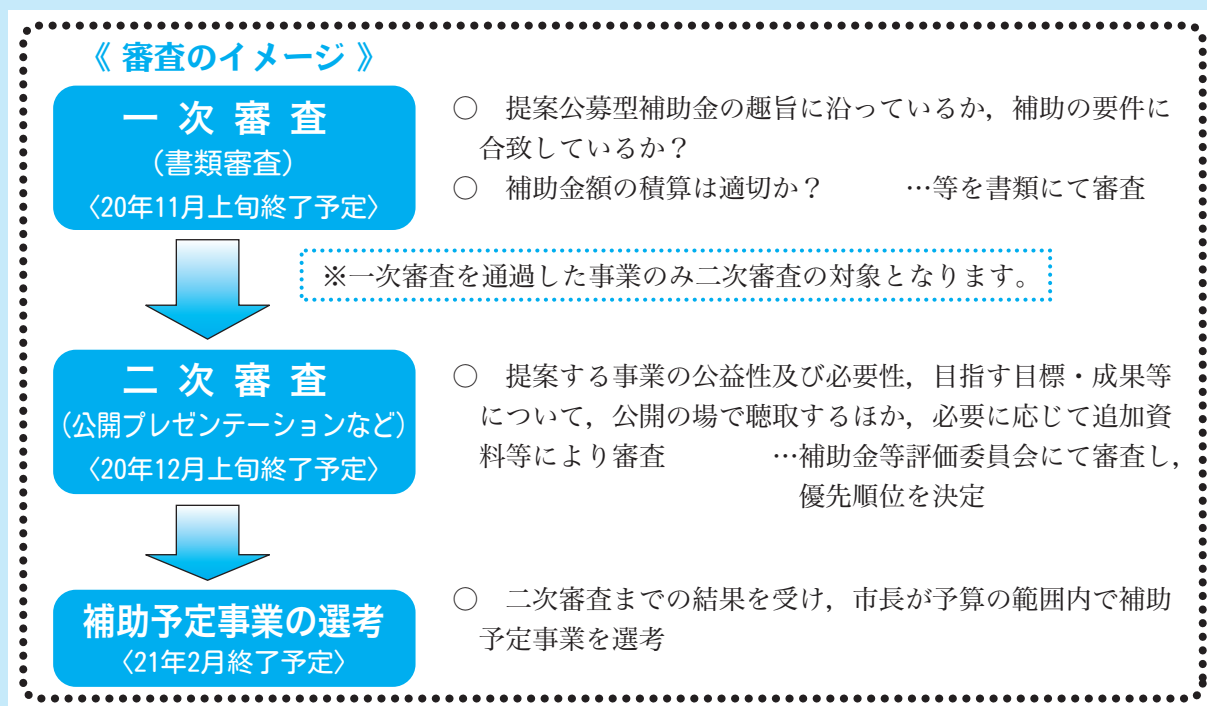 《 審査のイメージ 》
一 次 審 査
(書類審査)
〈20年11月上旬終了予定〉
○ 提案公募型補助金の趣旨に沿っているか，補助の要件に
合致しているか？
○ 補助金額の積算は適切か？ …等を書類にて審査
※一次審査を通過した事業のみ二次審査の対象となります。
二 次 審 査
(公開プレゼンテーションなど)
〈20年12月上旬終了予定〉
○ 提案する事業の公益性及び必要性，目指す目標・成果等
について，公開の場で聴取するほか，必要に応じて追加資
料等により審査 …補助金等評価委員会にて審査し，
優先順位を決定
補助予定事業の選考
〈21年2月終了予定〉
○ 二次審査までの結果を受け，市長が予算の範囲内で補助
予定事業を選考